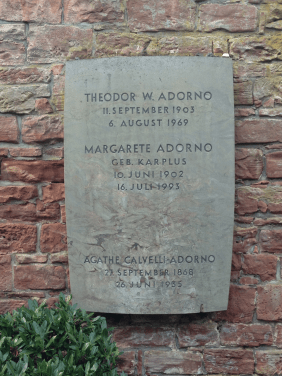 THEODOR W. ADORNO
11. SEPTEMBER 1903
6. AUGUST 1969
MARGARETE ADORNO
GEB. KARPLUS
10. JUNI 1902
16. JULI 1993
AGATHE CALVELLI-ADORNO
23. SEPTEMBER 1868
26. JUNI 1935